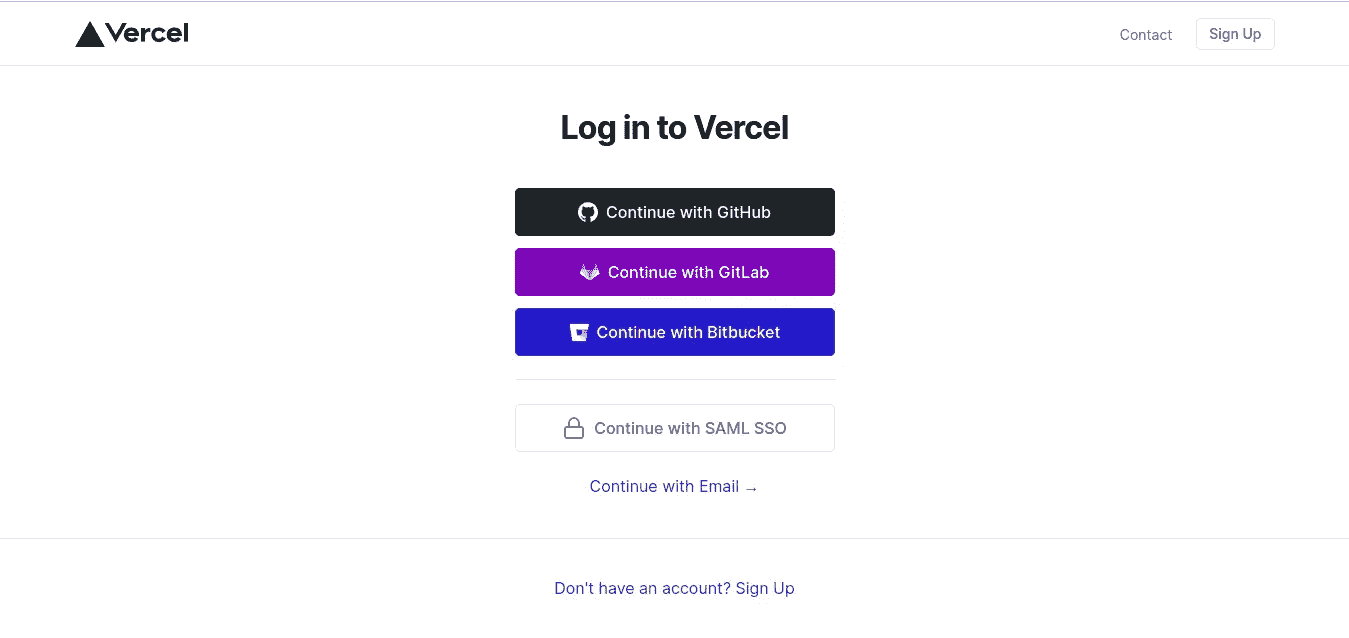 Vercel
Contact
Sign Up
Log in to Vercel
Continue with GitHub
Continue with GitLab
Continue with Bitbucket
Continue with SAML SSO
Continue with Email →
Don't have an account? Sign Up